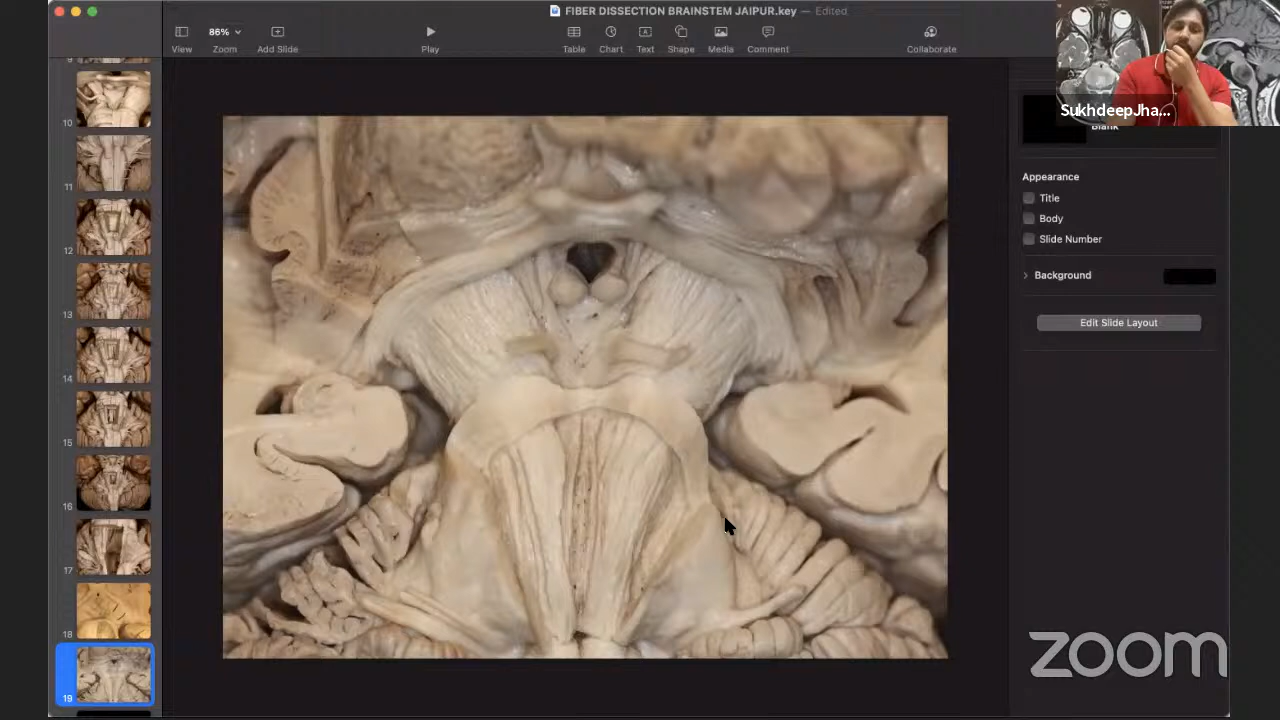 FIBER DISSECTION BRAINSTEM JAIPUR.key — Edited
86%
View Zoom Add Slide Play Table Chart Text Shape Media Comment Collaborate
SukhdeepJha...
Blank
Appearance
Title
Body
Slide Number
Background
Edit Slide Layout
9
10
11
12
13
14
15
16
17
18
19
zoom